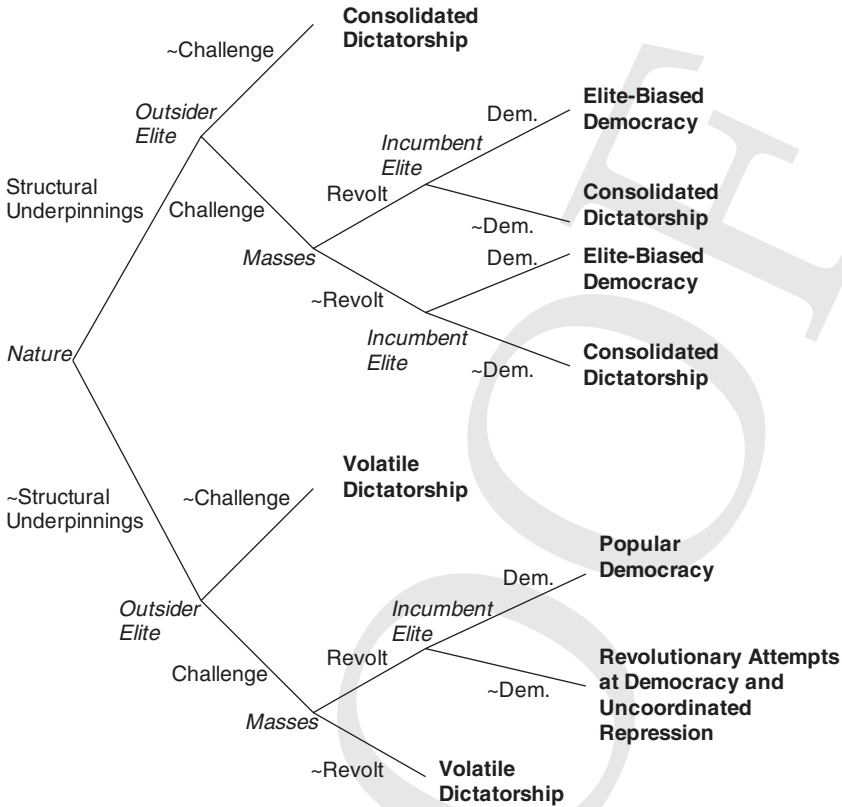 Consolidated
Dictatorship
~Challenge
Outsider
Elite
Structural
Underpinnings
Challenge
Masses
Revolt
Incumbent
Elite
Dem.
Elite-Biased
Democracy
~Dem.
Consolidated
Dictatorship
~Revolt
Incumbent
Elite
Dem.
Elite-Biased
Democracy
~Dem.
Consolidated
Dictatorship
Nature
~Structural
Underpinnings
~Challenge
Volatile
Dictatorship
Outsider
Elite
Challenge
Masses
Revolt
Incumbent
Elite
Dem.
Popular
Democracy
~Dem.
Revolutionary Attempts
at Democracy and
Uncoordinated
Repression
~Revolt
Volatile
Dictatorship